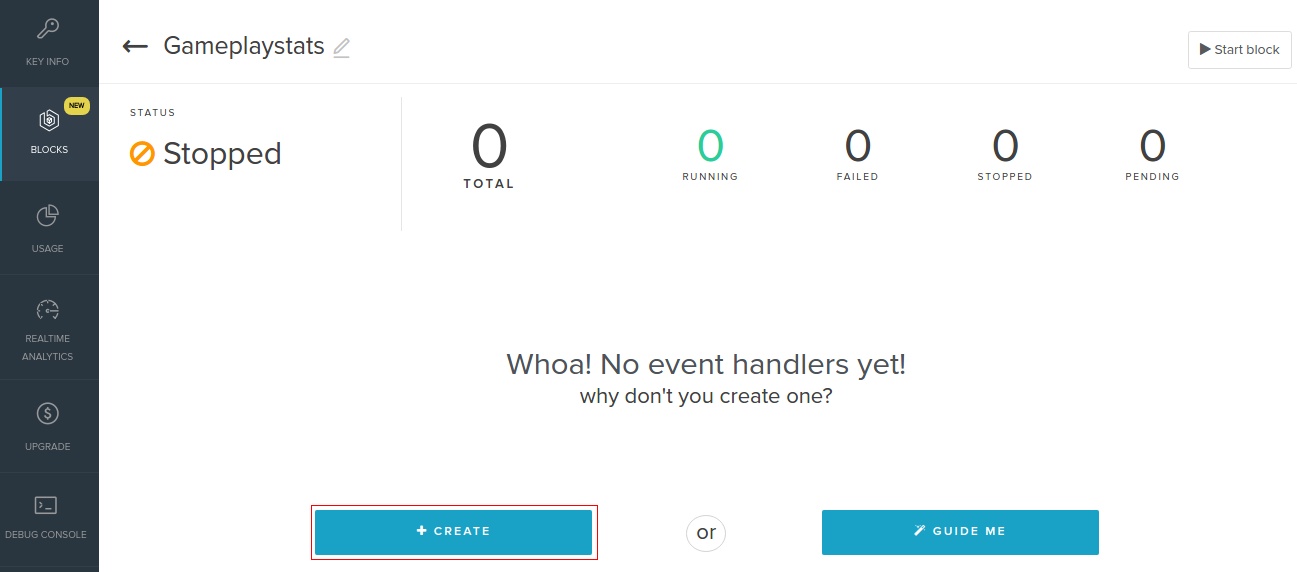 KEY INFO
NEW
BLOCKS
USAGE
REALTIME
ANALYTICS
UPGRADE
DEBUG CONSOLE
Gameplaystats
Start block
STATUS
Stopped
0
TOTAL
0
RUNNING
0
FAILED
0
STOPPED
0
PENDING
Whoa! No event handlers yet!
why don't you create one?
CREATE
or
GUIDE ME